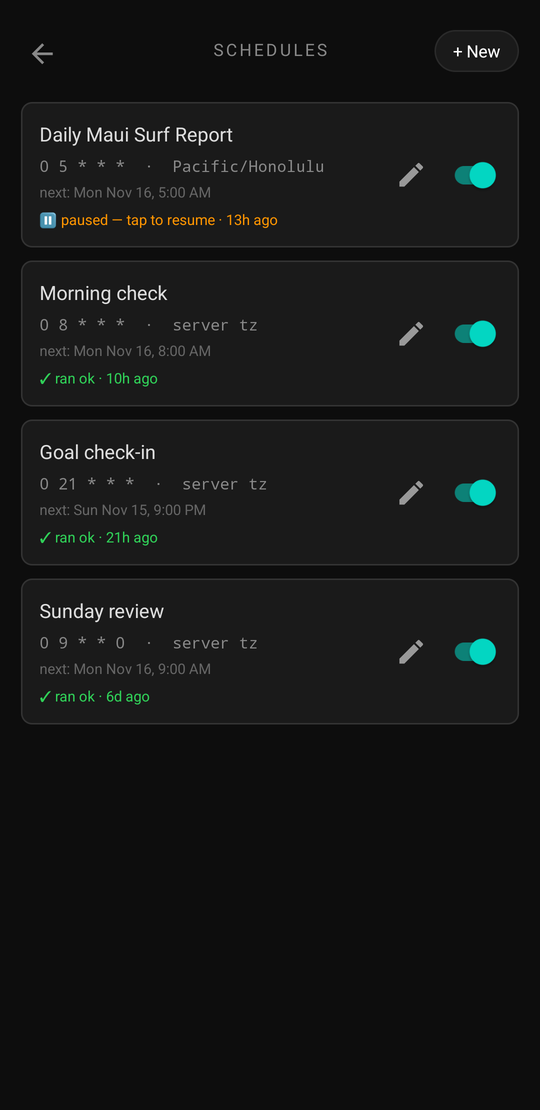 SCHEDULES
+ New
Daily Maui Surf Report
0 5 * * * · Pacific/Honolulu
next: Mon Nov 16, 5:00 AM
⏸ paused — tap to resume · 13h ago
Morning check
0 8 * * * · server tz
next: Mon Nov 16, 8:00 AM
✓ ran ok · 10h ago
Goal check-in
0 21 * * * · server tz
next: Sun Nov 15, 9:00 PM
✓ ran ok · 21h ago
Sunday review
0 9 * * 0 · server tz
next: Mon Nov 16, 9:00 AM
✓ ran ok · 6d ago